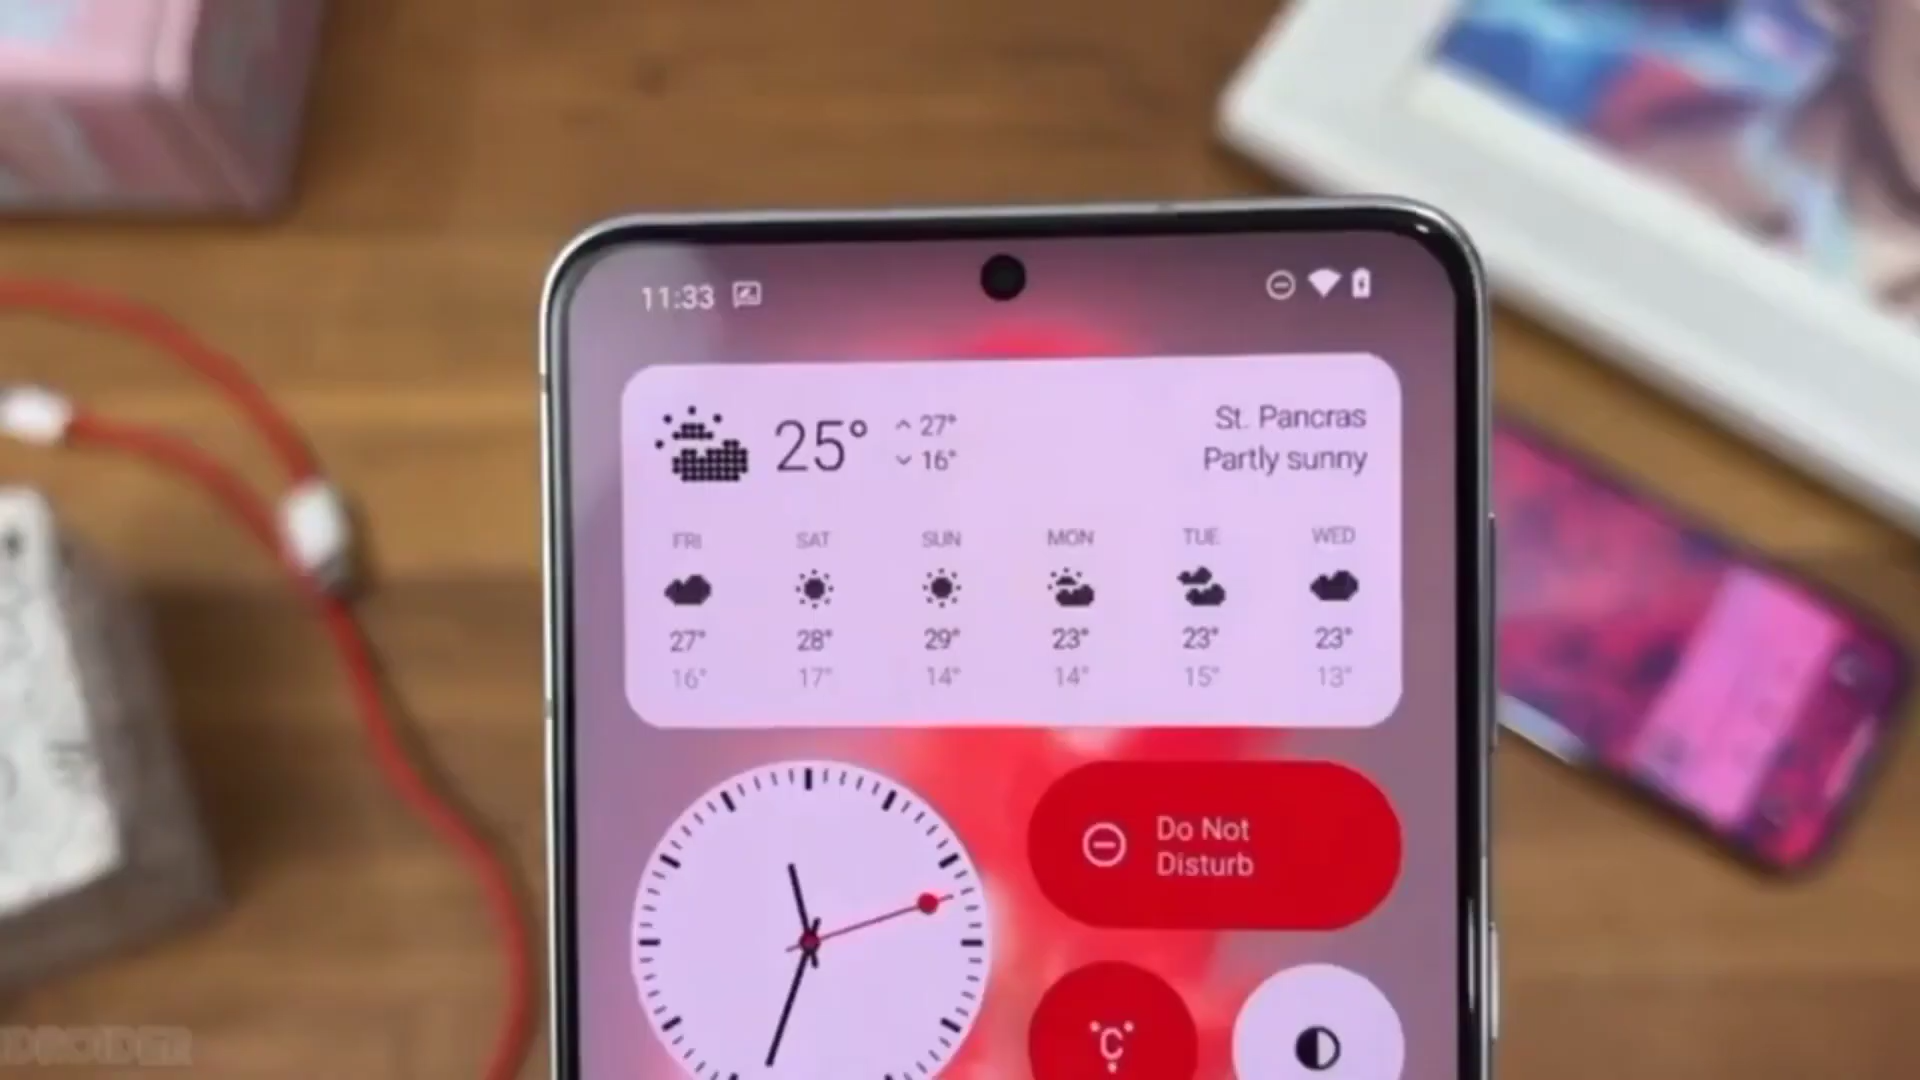 11:33
25° 27°
16°
St. Pancras
Partly sunny
FRI SAT SUN MON TUE WED
27° 28° 29° 23° 23° 23°
16° 17° 14° 14° 15° 13°
Do Not
Disturb
DROIDER